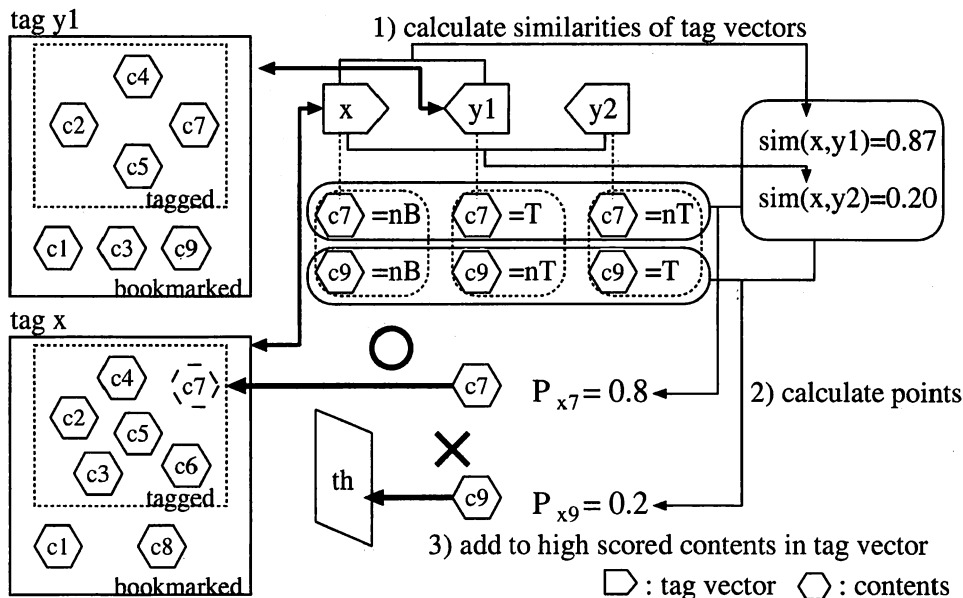 tag y1
c4
c2
c7
c5
tagged
c1
c3
c9
bookmarked
1) calculate similarities of tag vectors
x
y1
y2
sim(x,y1)=0.87
sim(x,y2)=0.20
c7 =nB
c7 =T
c7 =nT
c9 =nB
c9 =nT
c9 =T
tag x
c4
c7
c2
c5
c3
c6
tagged
c1
c8
bookmarked
c7
P x7 = 0.8
2) calculate points
th
c9
P x9 = 0.2
3) add to high scored contents in tag vector
: tag vector
: contents